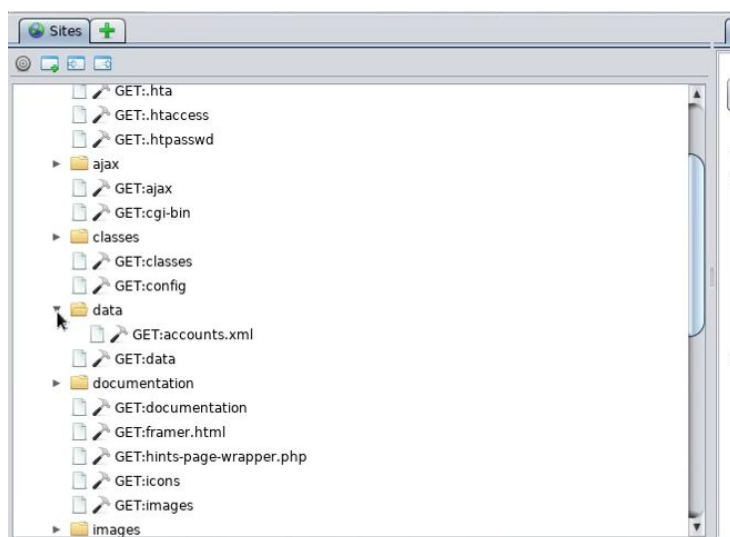 Sites
GET:.hta
GET:.htaccess
GET:.htpasswd
ajax
GET:ajax
GET:cgi-bin
classes
GET:classes
GET:config
data
GET:accounts.xml
GET:data
documentation
GET:documentation
GET:framer.html
GET:hints-page-wrapper.php
GET:icons
GET:images
images